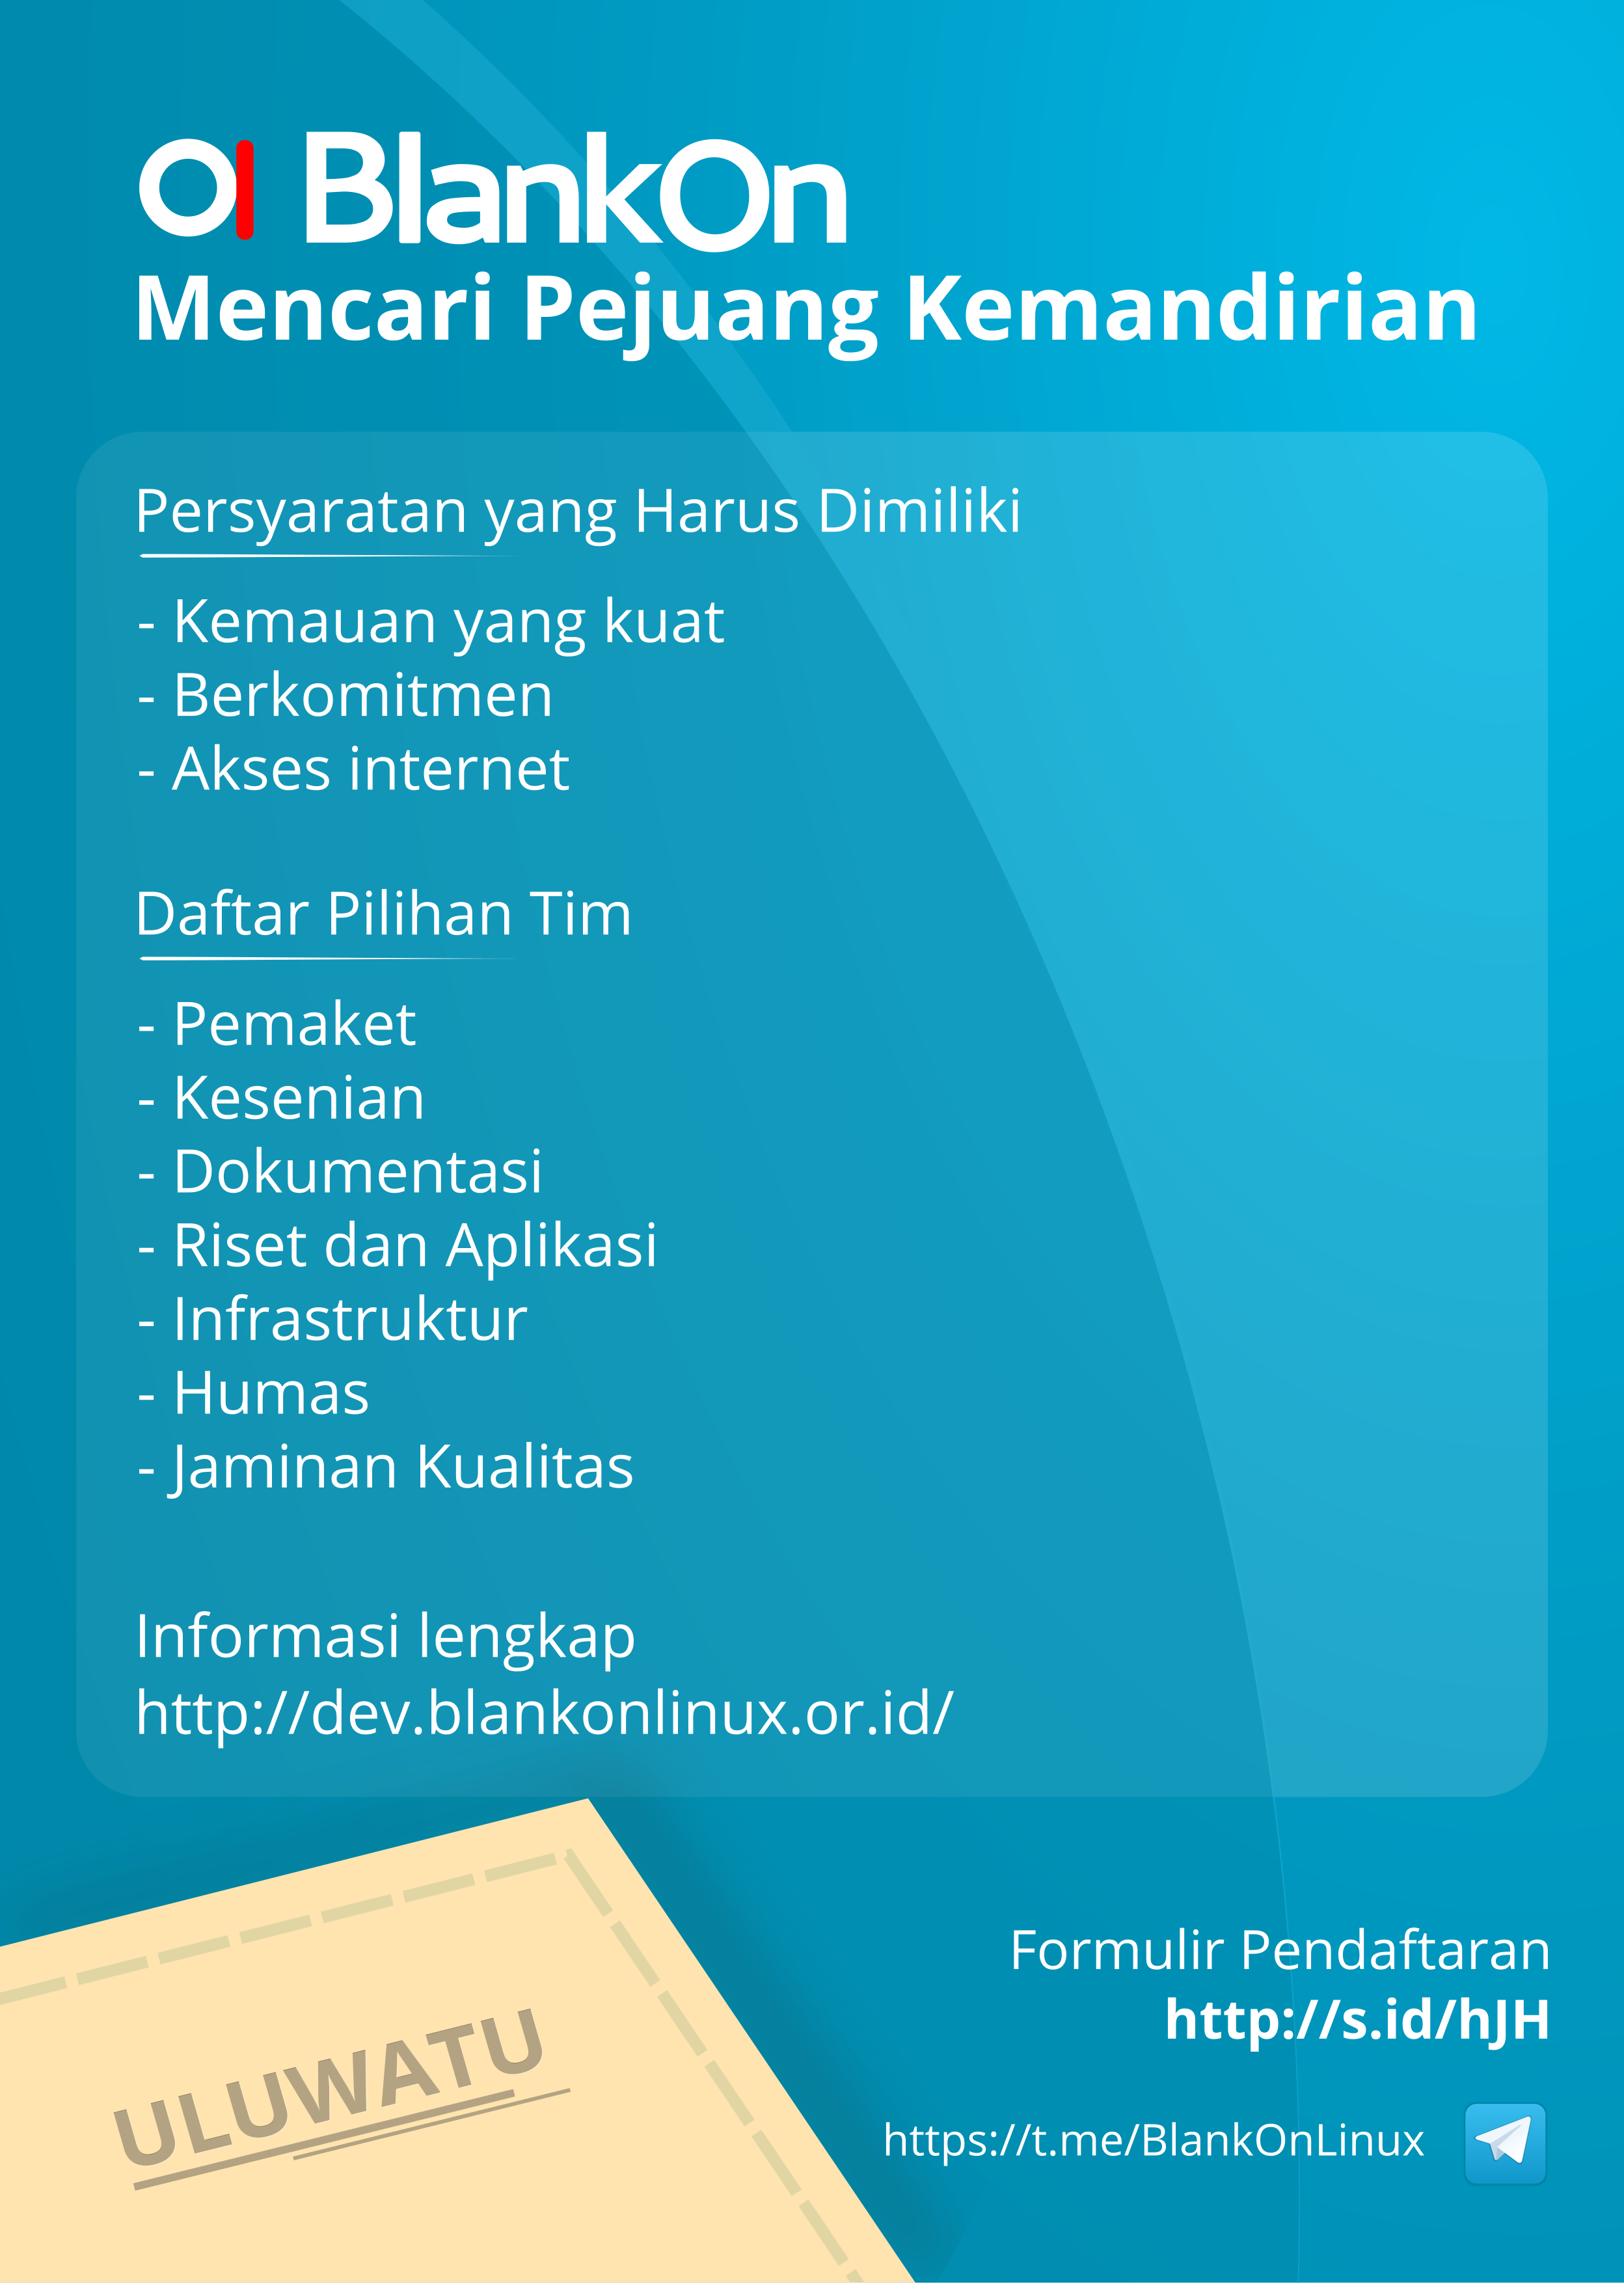 BlankOn
Mencari Pejuang Kemandirian
Persyaratan yang Harus Dimiliki
- Kemauan yang kuat
- Berkomitmen
- Akses internet
Daftar Pilihan Tim
- Pemaket
- Kesenian
- Dokumentasi
- Riset dan Aplikasi
- Infrastruktur
- Humas
- Jaminan Kualitas
Informasi lengkap
http://dev.blankonlinux.or.id/
ULUWATU
Formulir Pendaftaran
http://s.id/hJH
https://t.me/BlankOnLinux